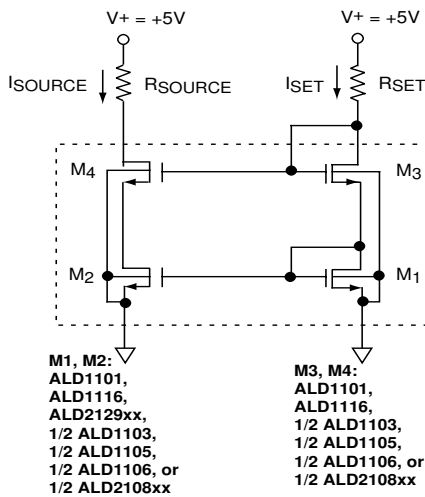 V+ = +5V
V+ = +5V
ISOURCE
RSOURCE
ISET
RSET
M4
M3
M2
M1
M1, M2:
ALD1101,
ALD1116,
ALD2129xx,
1/2 ALD1103,
1/2 ALD1105,
1/2 ALD1106, or
1/2 ALD2108xx
M3, M4:
ALD1101,
ALD1116,
1/2 ALD1103,
1/2 ALD1105,
1/2 ALD1106, or
1/2 ALD2108xx